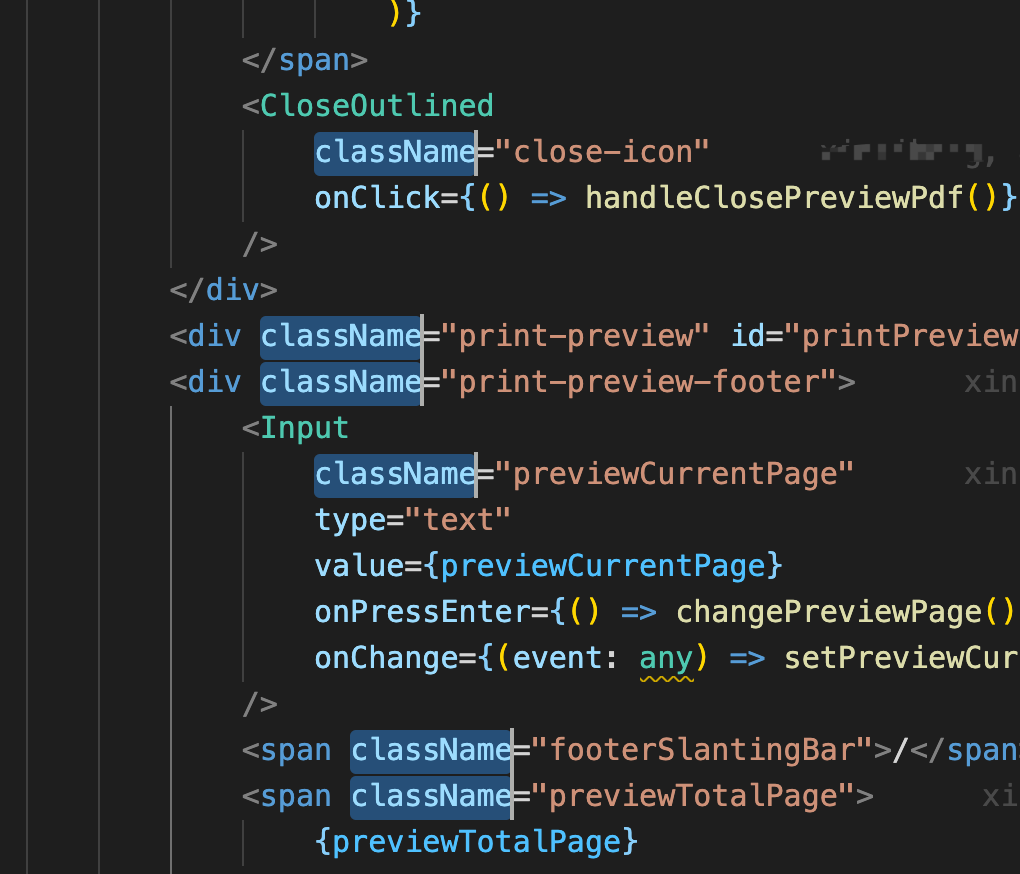 )}
</span>
<CloseOutlined
className="close-icon"
onClick={() => handleClosePreviewPdf()}
/>
</div>
<div className="print-preview" id="printPreview
<div className="print-preview-footer"> xin
<Input
className="previewCurrentPage" xin
type="text"
value={previewCurrentPage}
onPressEnter={() => changePreviewPage()
onChange={(event: any) => setPreviewCur
/>
<span className="footerSlantingBar">/</span
<span className="previewTotalPage"> xi
{previewTotalPage}